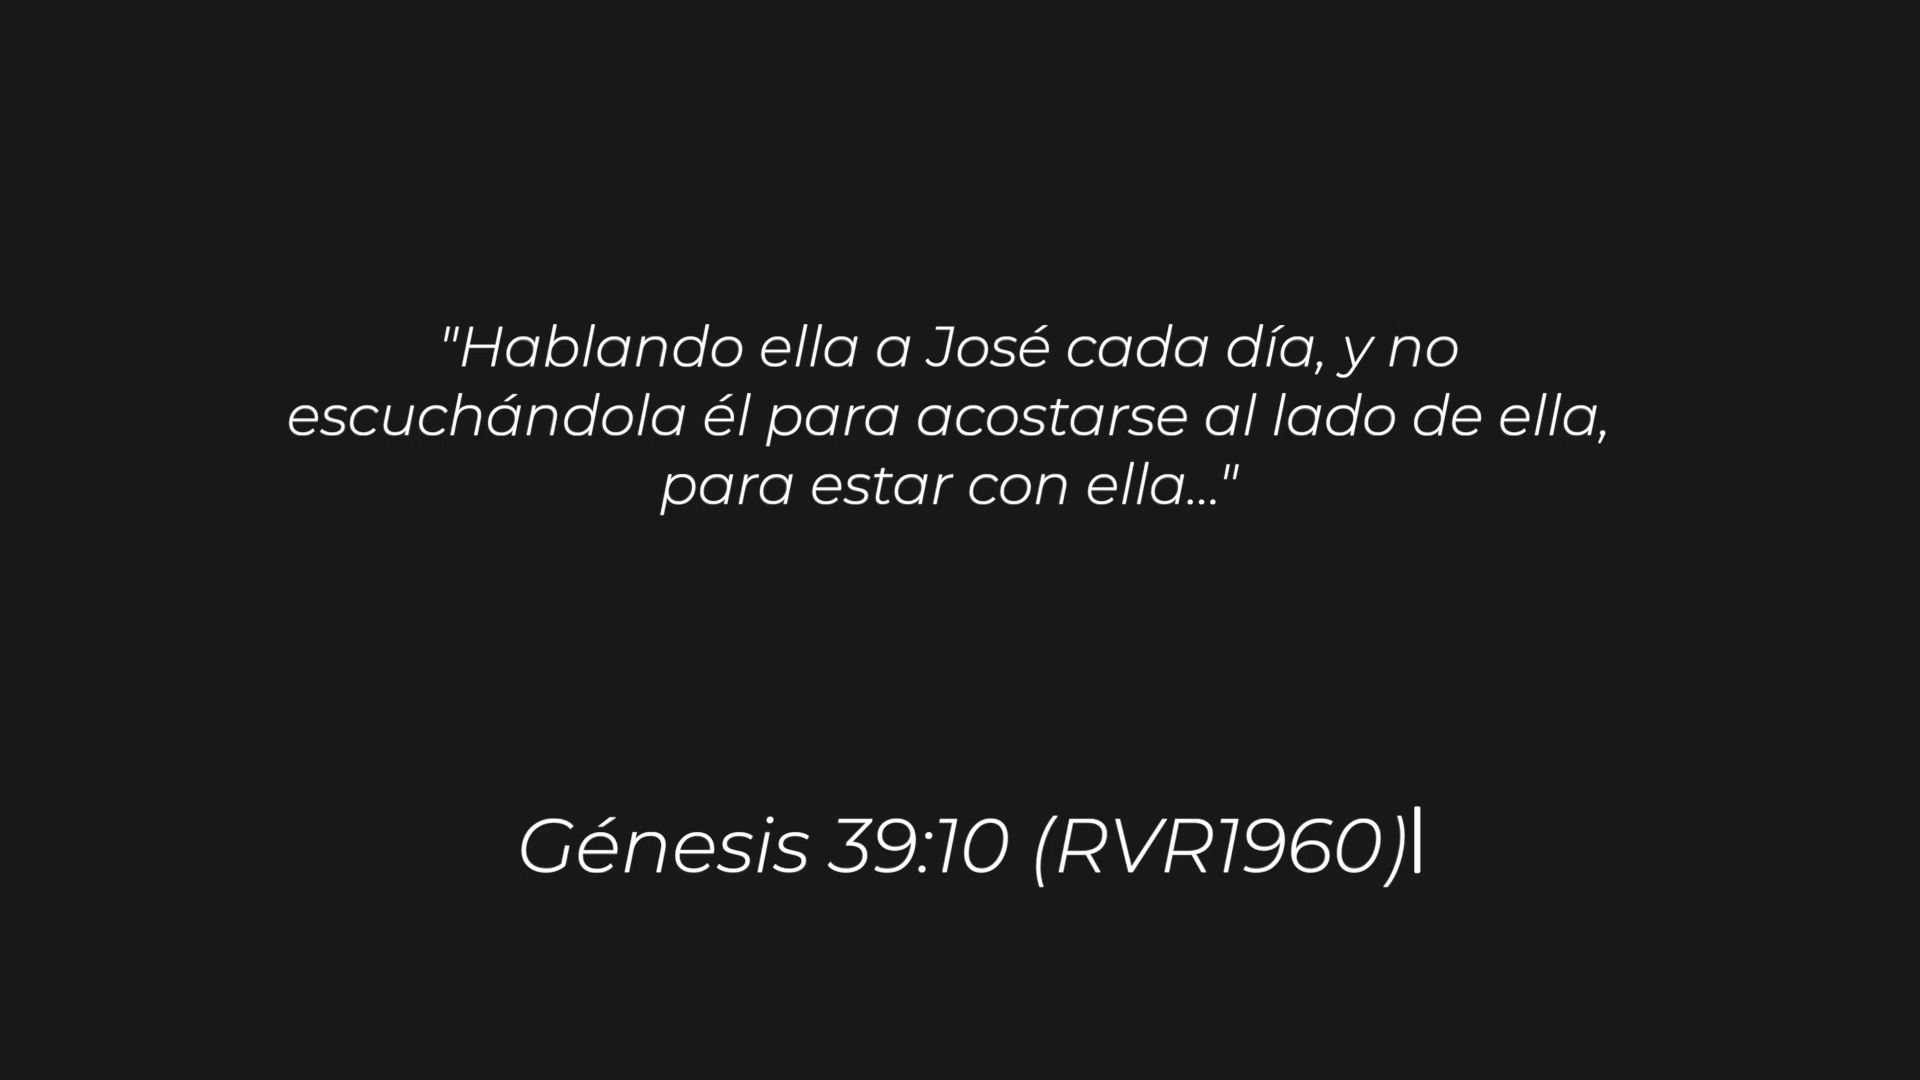 "Hablando ella a José cada día, y no
escuchándola él para acostarse al lado de ella,
para estar con ella..."
Génesis 39:10 (RVR1960)